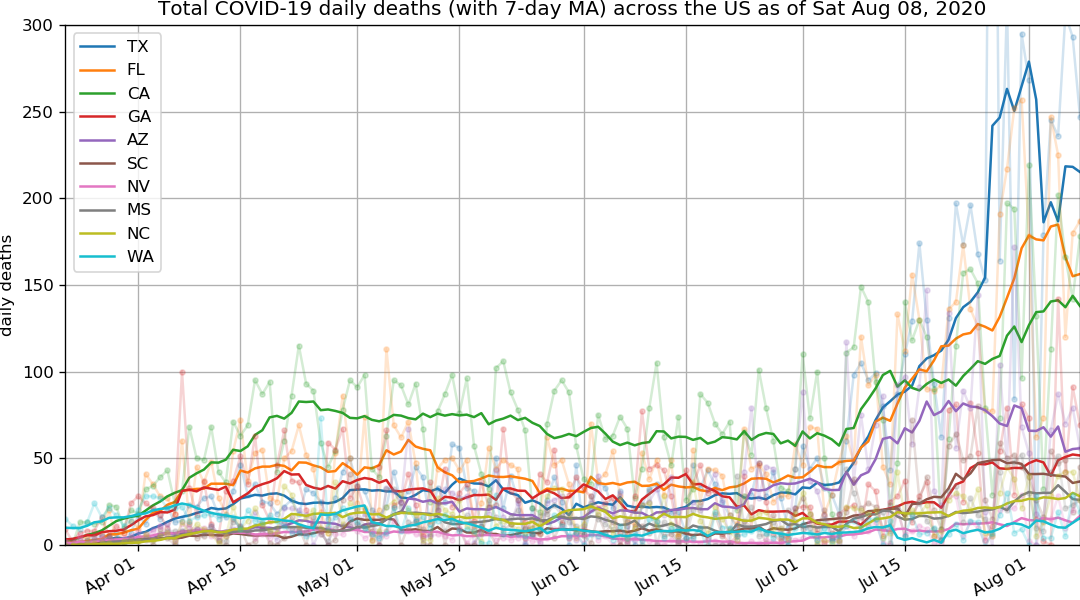 Total COVID-19 daily deaths (with 7-day MA) across the US as of Sat Aug 08, 2020
300
250
200
150
100
50
0
daily deaths
TX
FL
CA
GA
AZ
SC
NV
MS
NC
WA
Apr 01
Apr 15
May 01
May 15
Jun 01
Jun 15
Jul 01
Jul 15
Aug 01